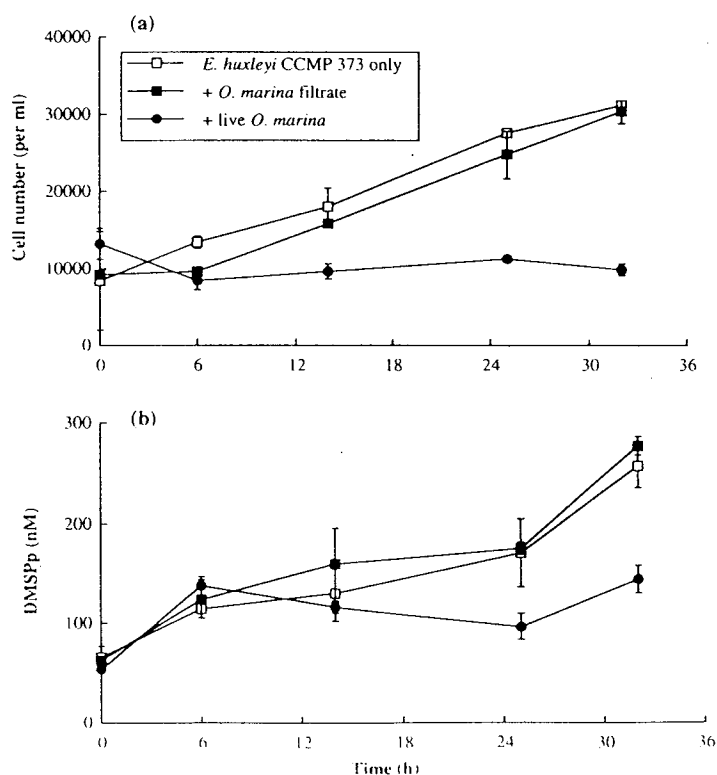 (a)
40000
30000
20000
10000
0
Cell number (per ml)
E. huxleyi CCMP 373 only
+ O. marina filtrate
+ live O. marina
0 6 12 18 24 30 36
(b)
300
200
100
0
DMSPp (nM)
0 6 12 18 24 30 36
Time (h)